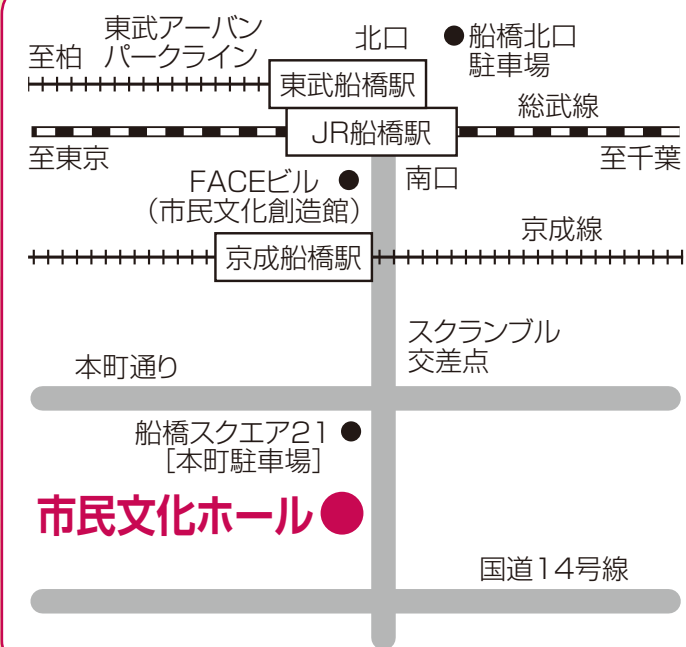 東武アーバン
パークライン
至柏
北口
●船橋北口
駐車場
東武船橋駅
総武線
JR船橋駅
至東京
至千葉
FACEビル ●
（市民文化創造館）
南口
京成線
京成船橋駅
スクランブル
交差点
本町通り
船橋スクエア21 ●
［本町駐車場］
市民文化ホール●
国道14号線